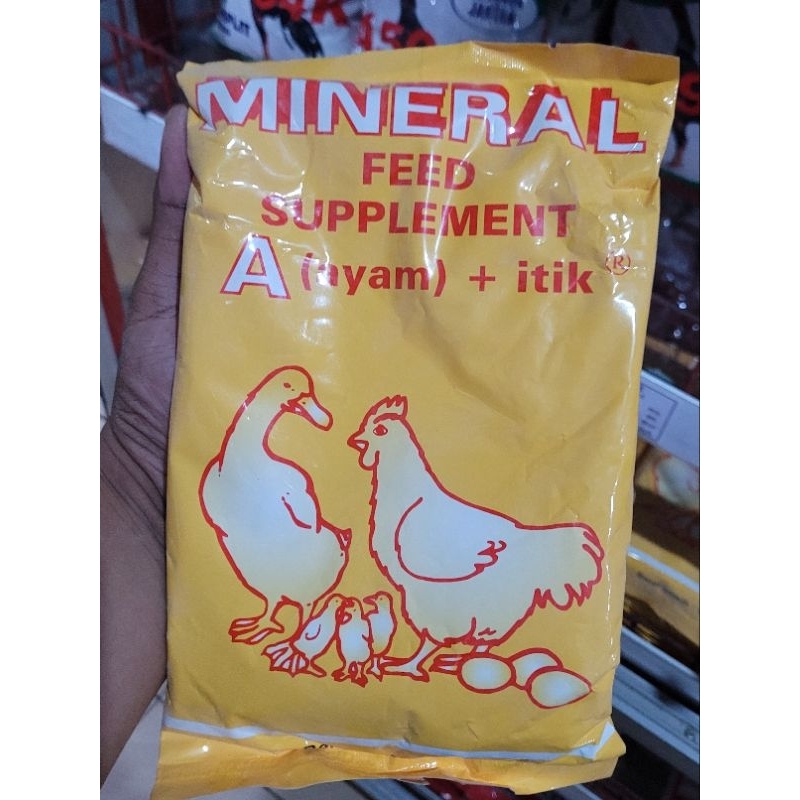 MINERAL
FEED
SUPPLEMENT
A (ayam) + itik ®